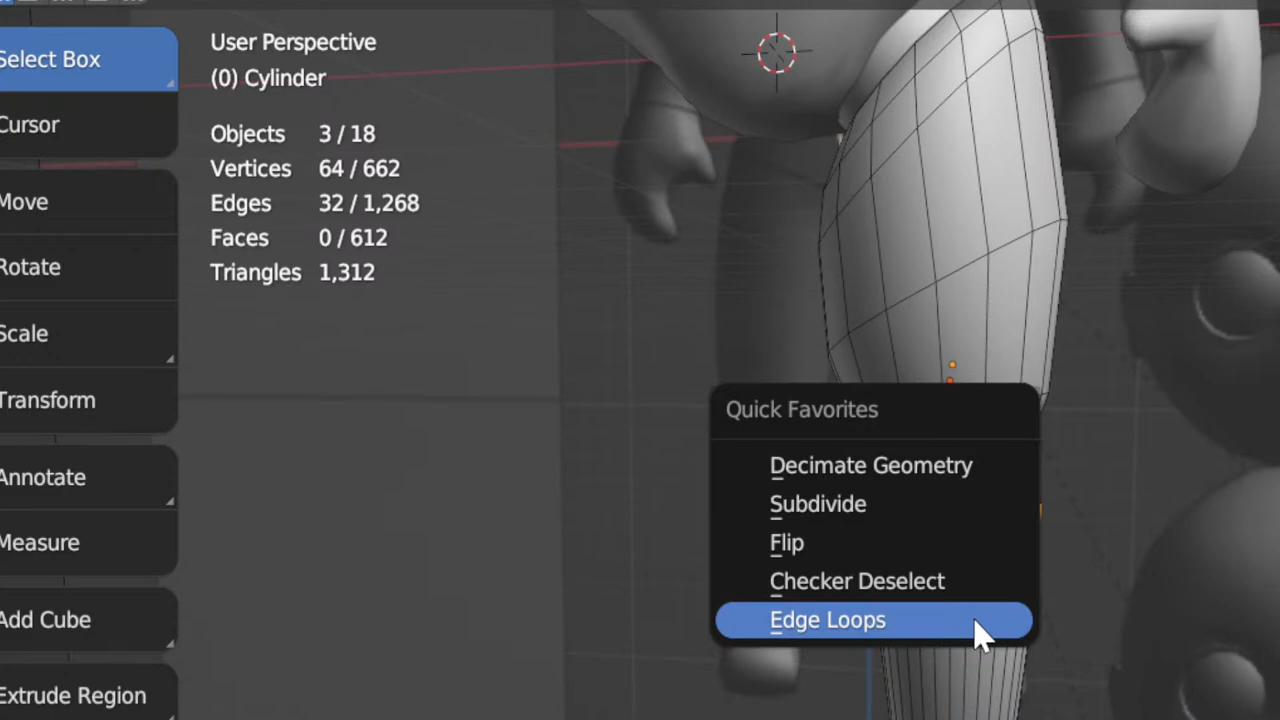 Select Box
Cursor
Move
Rotate
Scale
Transform
Annotate
Measure
Add Cube
Extrude Region
User Perspective
(0) Cylinder
Objects 3 / 18
Vertices 64 / 662
Edges 32 / 1,268
Faces 0 / 612
Triangles 1,312
Quick Favorites
Decimate Geometry
Subdivide
Flip
Checker Deselect
Edge Loops